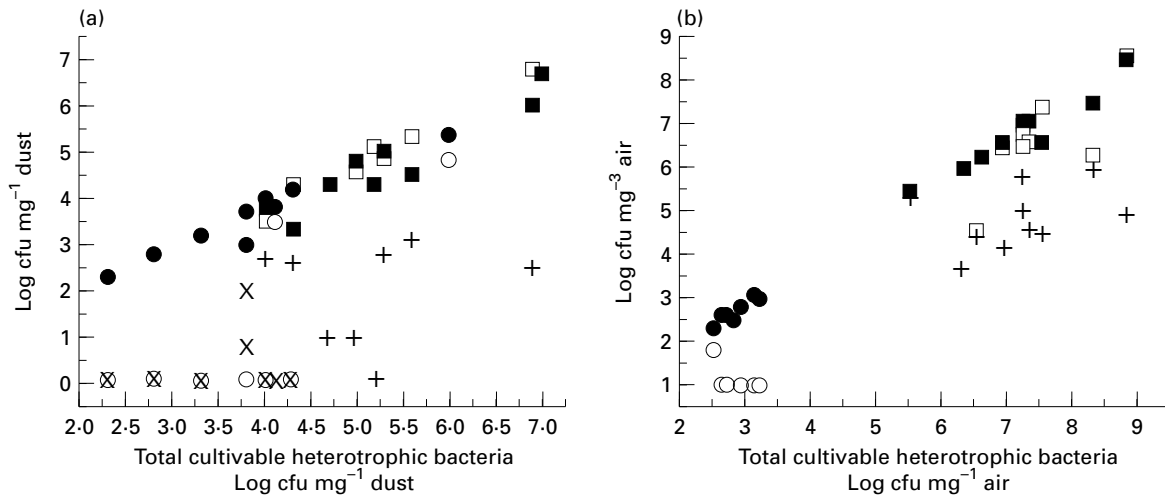 (a)
Log cfu mg⁻¹ dust
7
6
5
4
3
2
1
0
2·0 2·5 3·0 3·5 4·0 4·5 5·0 5·5 6·0 6·5 7·0
Total cultivable heterotrophic bacteria
Log cfu mg⁻¹ dust
(b)
Log cfu mg⁻³ air
9
8
7
6
5
4
3
2
1
2 3 4 5 6 7 8 9
Total cultivable heterotrophic bacteria
Log cfu mg⁻¹ air